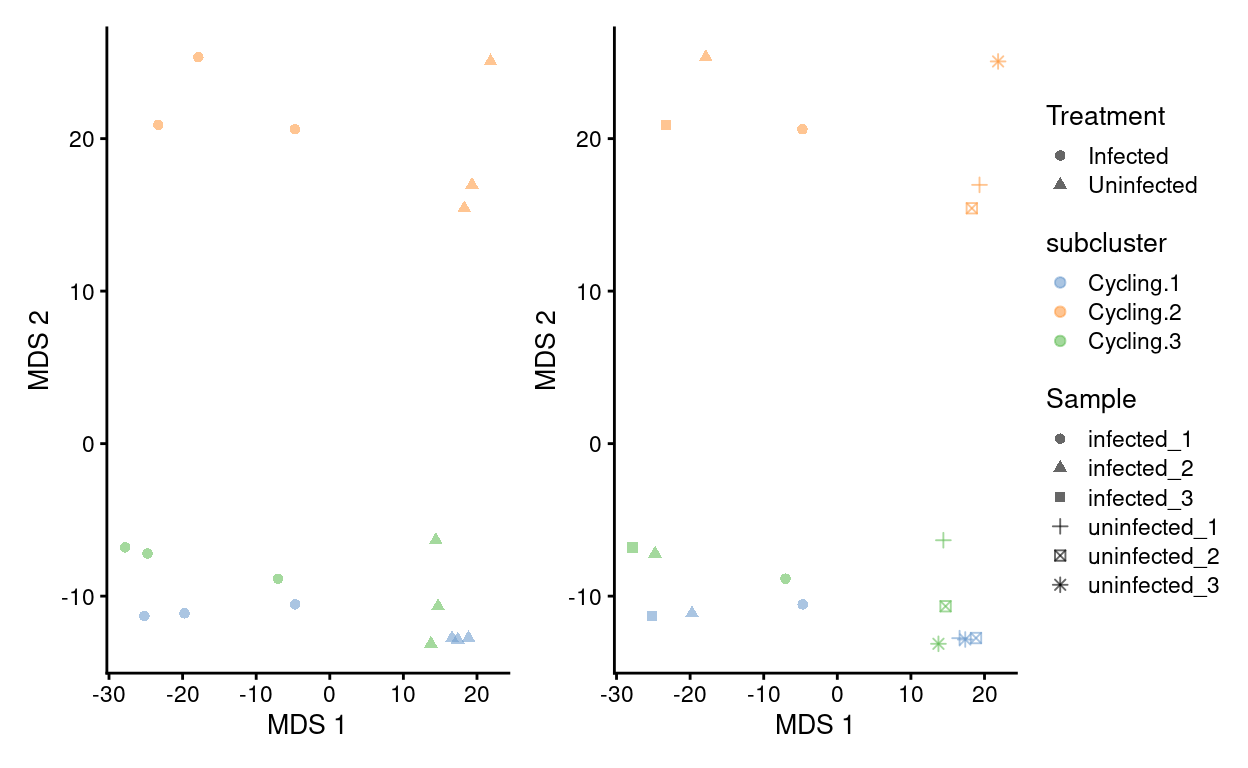 MDS 2
20
10
0
-10
-30 -20 -10 0 10 20
MDS 1
MDS 2
20
10
0
-10
-30 -20 -10 0 10 20
MDS 1
Treatment
Infected
Uninfected
subcluster
Cycling.1
Cycling.2
Cycling.3
Sample
infected_1
infected_2
infected_3
uninfected_1
uninfected_2
uninfected_3